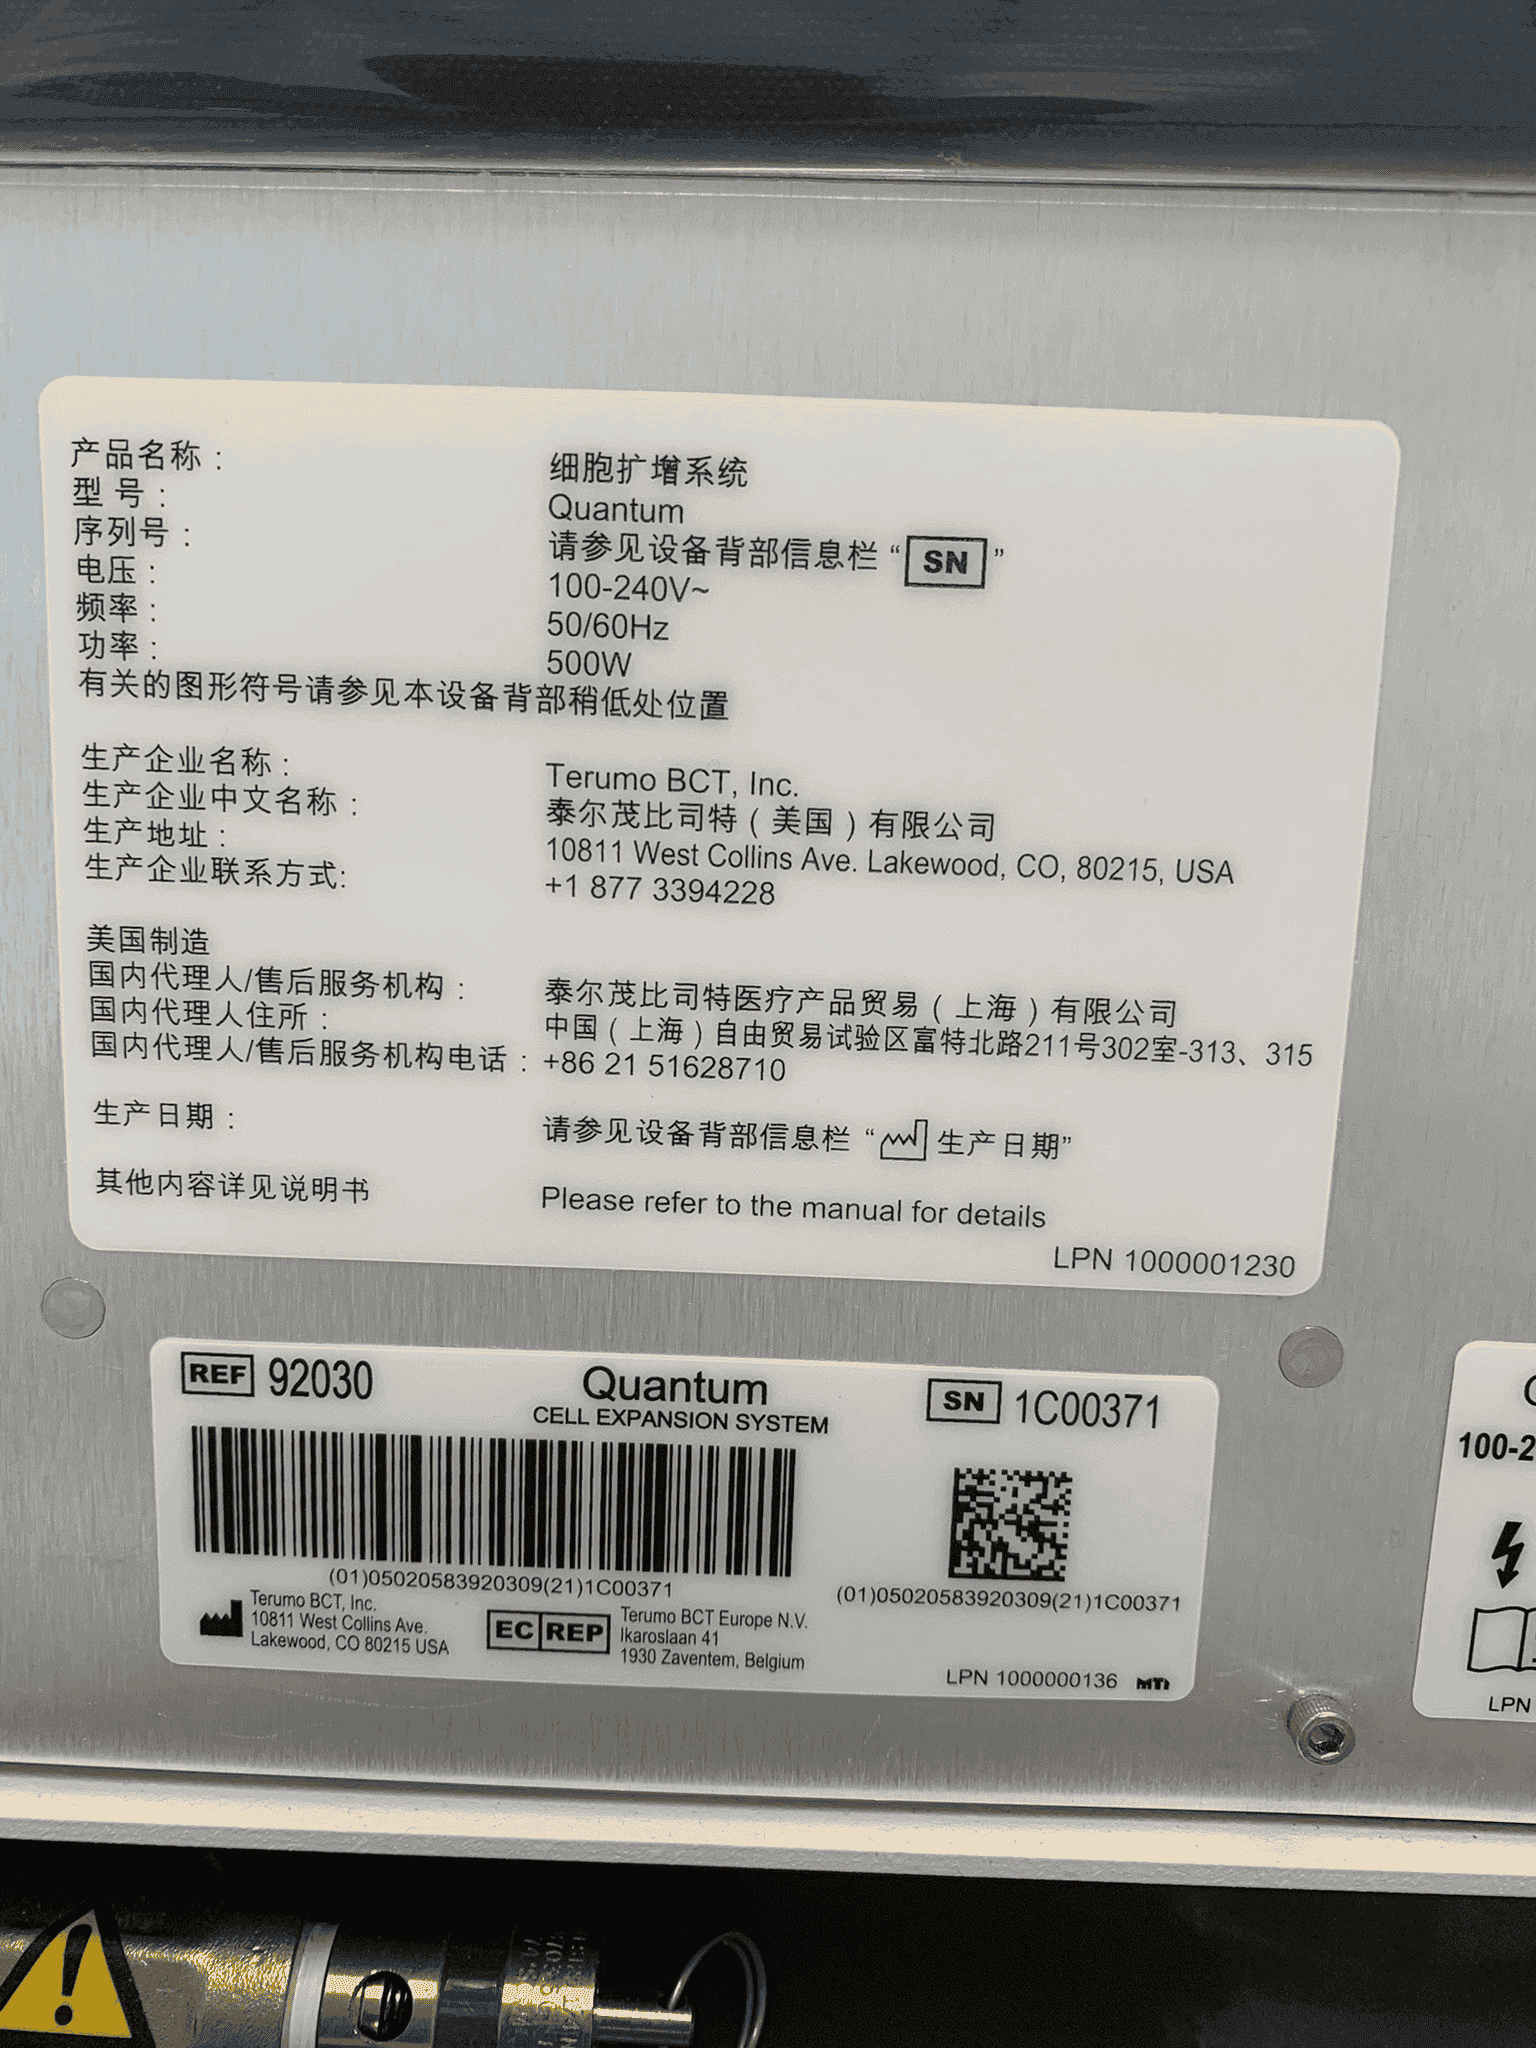 产品名称： 细胞扩增系统
型 号： Quantum
序列号： 请参见设备背部信息栏 “SN”
电压： 100-240V~
频率： 50/60Hz
功率： 500W
有关的图形符号请参见本设备背部稍低处位置
生产企业名称： Terumo BCT, Inc.
生产企业中文名称： 泰尔茂比司特（美国）有限公司
生产地址： 10811 West Collins Ave. Lakewood, CO, 80215, USA
生产企业联系方式: +1 877 3394228
美国制造
国内代理人/售后服务机构： 泰尔茂比司特医疗产品贸易（上海）有限公司
国内代理人住所： 中国（上海）自由贸易试验区富特北路211号302室-313、315
国内代理人/售后服务机构电话： +86 21 51628710
生产日期： 请参见设备背部信息栏 “生产日期”
其他内容详见说明书 Please refer to the manual for details
LPN 1000001230
REF 92030 Quantum SN 1C00371
CELL EXPANSION SYSTEM
(01)05020583920309(21)1C00371
(01)05020583920309(21)1C00371
Terumo BCT, Inc.
10811 West Collins Ave.
Lakewood, CO 80215 USA
EC REP
Terumo BCT Europe N.V.
Ikaroslaan 41
1930 Zaventem, Belgium
LPN 1000000136 MTI
100-2
LPN